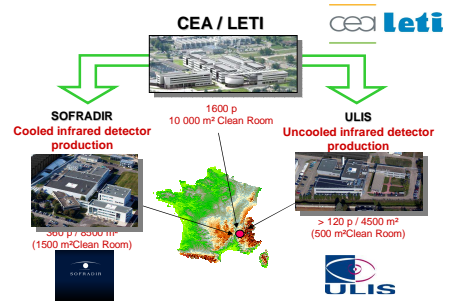 CEA / LETI
cea leti
1600 p
10 000 m² Clean Room
SOFRADIR
Cooled infrared detector
production
360 p / 8500 m²
(1500 m²Clean Room)
SOFRADIR
ULIS
Uncooled infrared detector
production
> 120 p / 4500 m²
(500 m²Clean Room)
ULIS